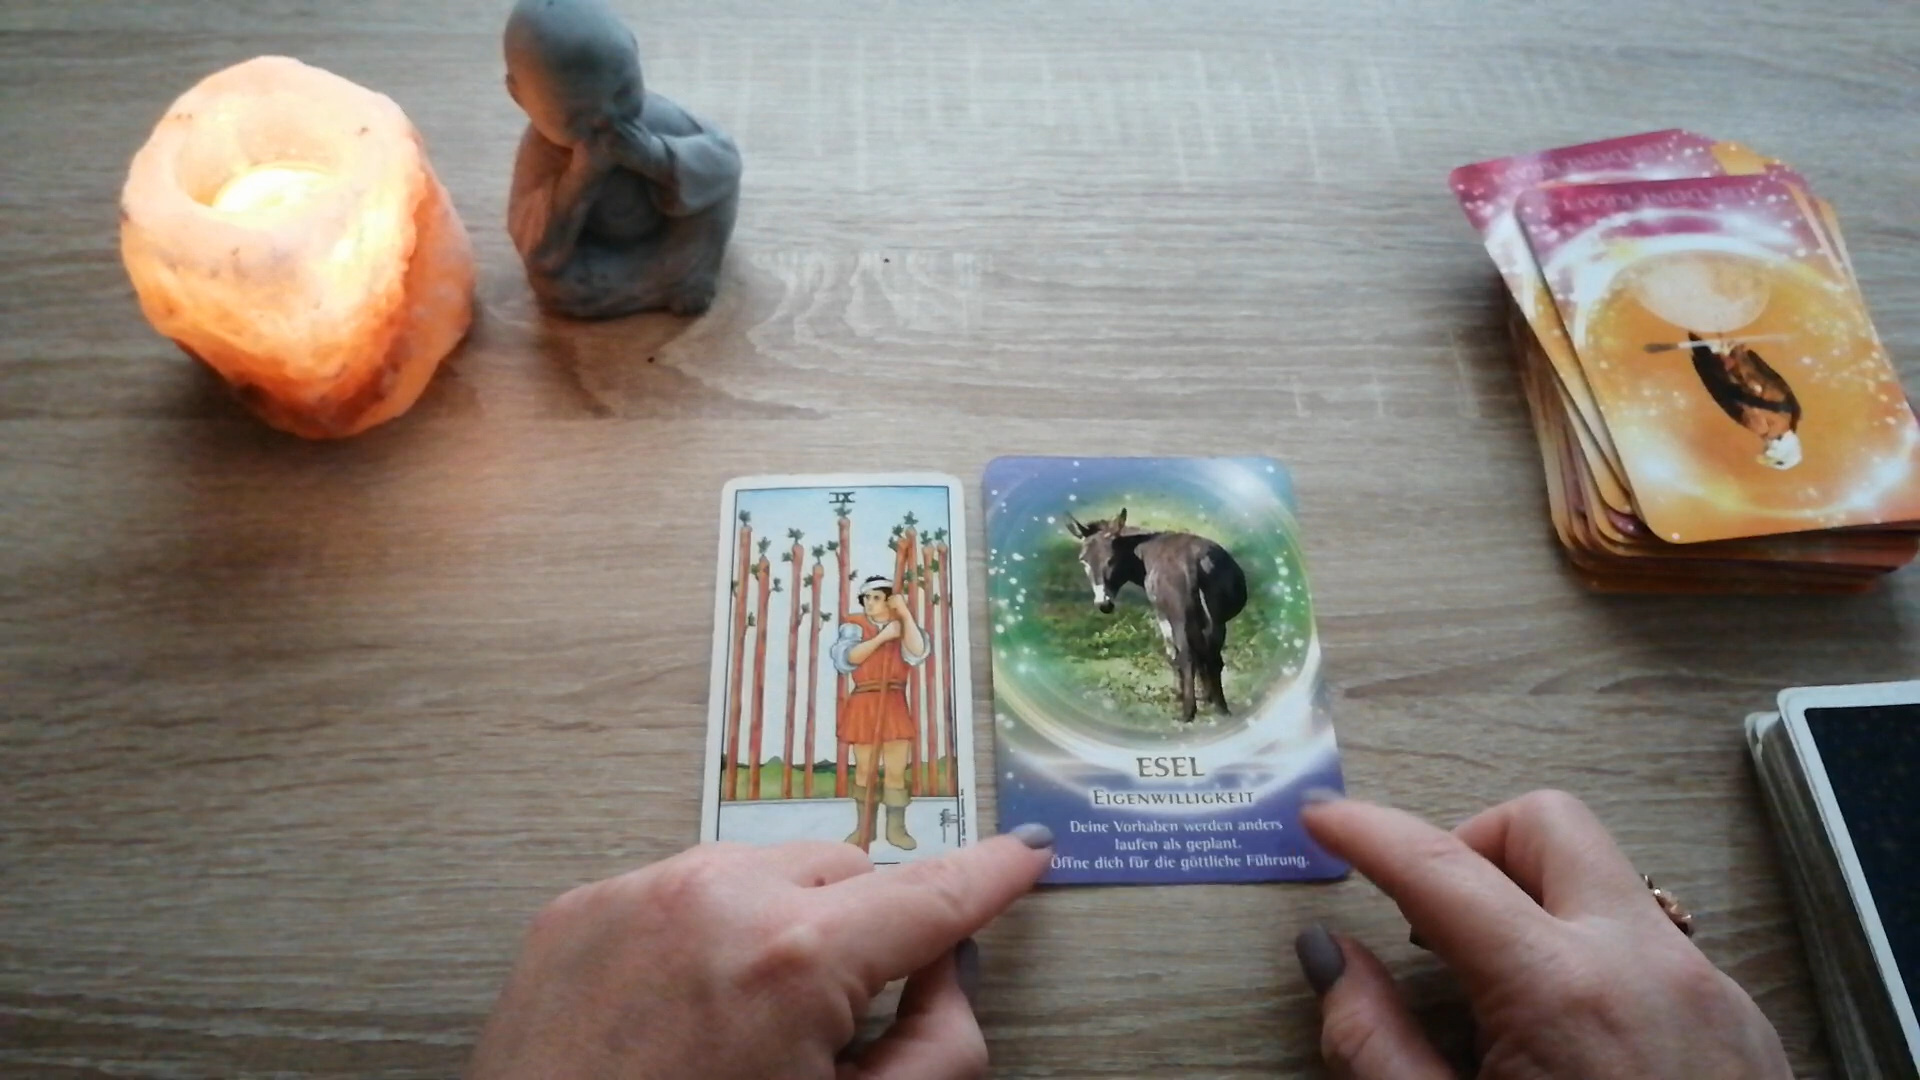 IX
ESEL
EIGENWILLIGKEIT
Deine Vorhaben werden anders
laufen als geplant.
Öffne dich für die göttliche Führung.